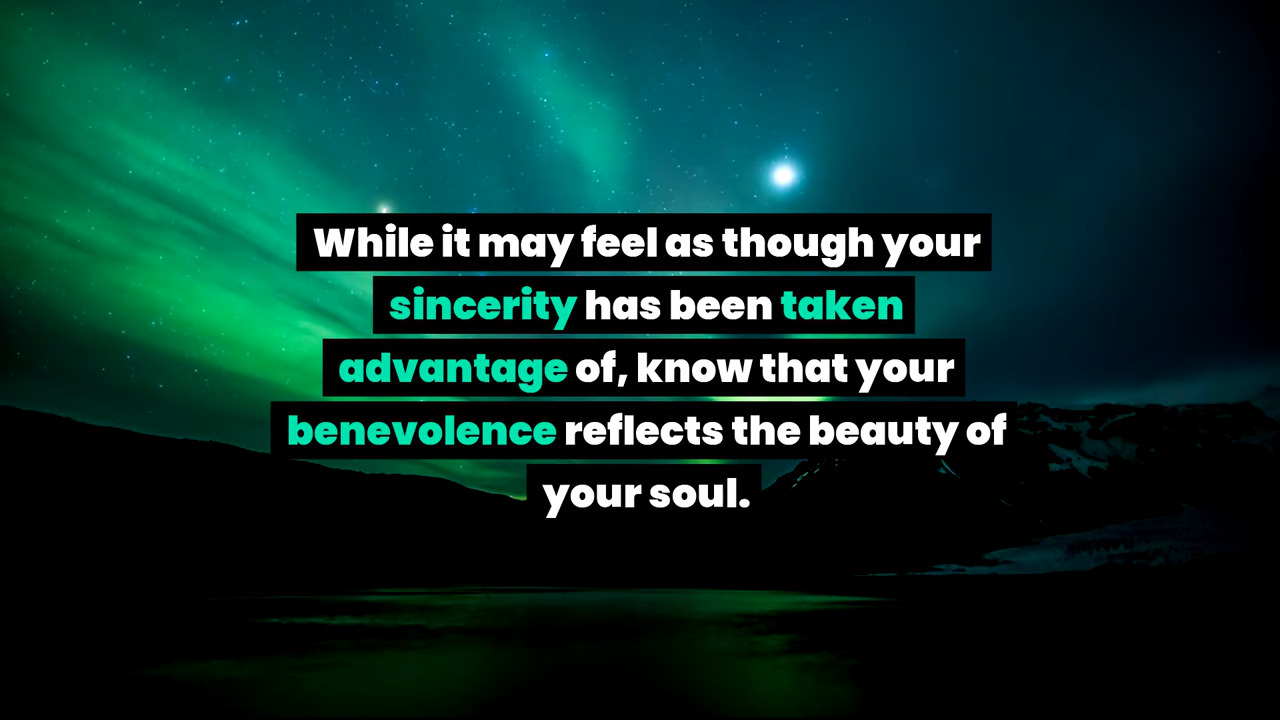 While it may feel as though your
sincerity has been taken
advantage of, know that your
benevolence reflects the beauty of
your soul.